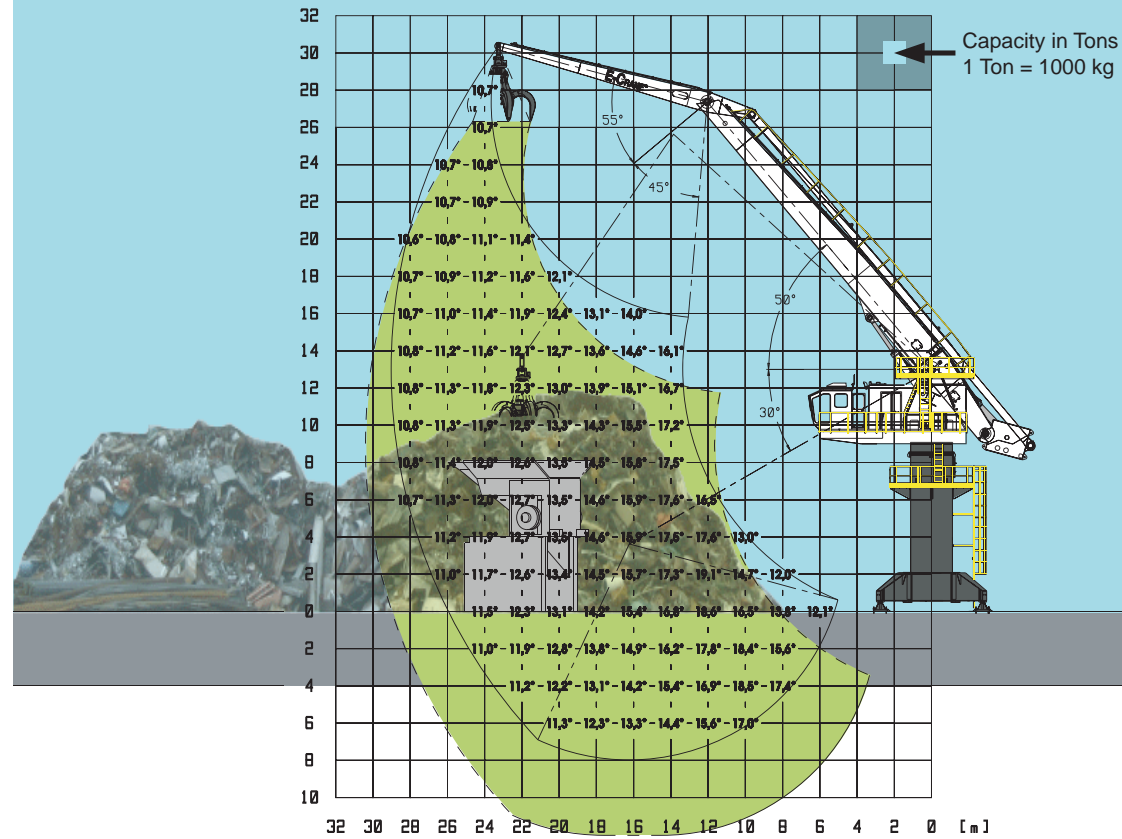 32
Capacity in Tons
1 Ton = 1000 kg
30
E-CRANE
28 10,7°
55°
26 10,7°
24 10,7° - 10,8°
45°
22 10,7° - 10,9°
20 10,6° - 10,8° - 11,1° - 11,4°
18 10,7° - 10,9° - 11,2° - 11,6° - 12,1°
50°
16 10,7° - 11,0° - 11,4° - 11,9° - 12,4° - 13,1° - 14,0°
14 10,8° - 11,2° - 11,6° - 12,1° - 12,7° - 13,6° - 14,6° - 16,1°
12 10,8° - 11,3° - 11,8° - 12,3° - 13,0° - 13,9° - 15,1° - 16,7°
30°
10 10,8° - 11,3° - 11,9° - 12,5° - 13,3° - 14,3° - 15,5° - 17,2°
8 10,8° - 11,4° - 12,0° - 12,6° - 13,5° - 14,5° - 15,8° - 17,5°
6 10,7° - 11,3° - 12,0° - 12,7° - 13,5° - 14,6° - 15,9° - 17,6° - 16,5°
4 11,2° - 11,9° - 12,7° - 13,5° - 14,6° - 15,9° - 17,5° - 17,6° - 13,0°
2 11,0° - 11,7° - 12,6° - 13,4° - 14,5° - 15,7° - 17,3° - 19,1° - 14,7° - 12,0°
0 11,5° - 12,3° - 13,1° - 14,2° - 15,4° - 16,8° - 18,6° - 16,5° - 13,8° - 12,1°
2 11,0° - 11,9° - 12,8° - 13,8° - 14,9° - 16,2° - 17,8° - 18,4° - 15,6°
4 11,2° - 12,2° - 13,1° - 14,2° - 15,4° - 16,9° - 18,5° - 17,4°
6 11,3° - 12,3° - 13,3° - 14,4° - 15,6° - 17,0°
8
10
32 30 28 26 24 22 20 18 16 14 12 10 8 6 4 2 0 [m]